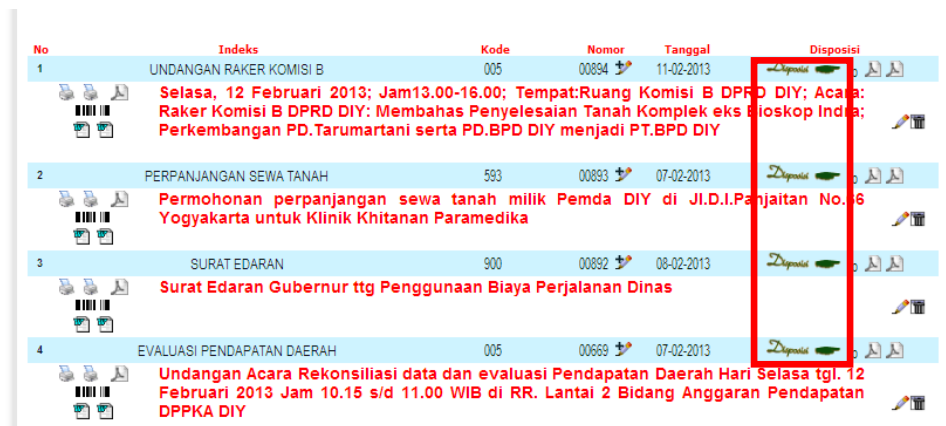 No Indeks Kode Nomor Tanggal Disposisi
1 UNDANGAN RAKER KOMISI B 005 00894 11-02-2013 Disposisi
Selasa, 12 Februari 2013; Jam13.00-16.00; Tempat:Ruang Komisi B DPRD DIY; Acara:
Raker Komisi B DPRD DIY: Membahas Penyelesaian Tanah Komplek eks Bioskop Indra;
Perkembangan PD.Tarumartani serta PD.BPD DIY menjadi PT.BPD DIY
2 PERPANJANGAN SEWA TANAH 593 00893 07-02-2013 Disposisi
Permohonan perpanjangan sewa tanah milik Pemda DIY di Jl.D.I.Panjaitan
Yogyakarta untuk Klinik Khitanan Paramedika
3 SURAT EDARAN 900 00892 08-02-2013 Disposisi
Surat Edaran Gubernur ttg Penggunaan Biaya Perjalanan Dinas
4 EVALUASI PENDAPATAN DAERAH 005 00669 07-02-2013 Disposisi
Undangan Acara Rekonsiliasi data dan evaluasi Pendapatan Daerah Hari Selasa tgl. 12
Februari 2013 Jam 10.15 s/d 11.00 WIB di RR. Lantai 2 Bidang Anggaran Pendapatan
DPPKA DIY